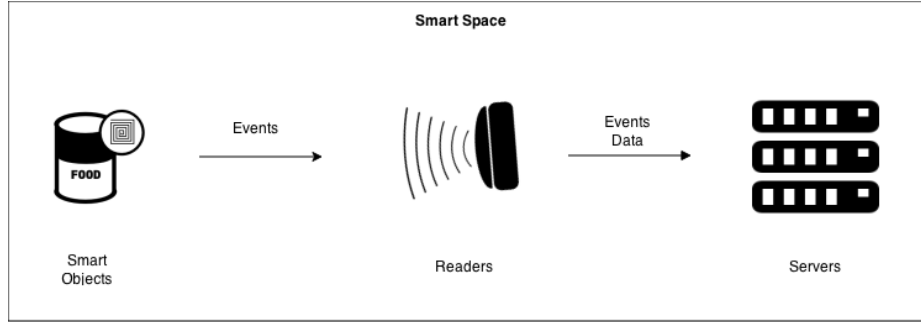 Smart Space
Events
Events
Data
FOOD
Smart
Objects
Readers
Servers